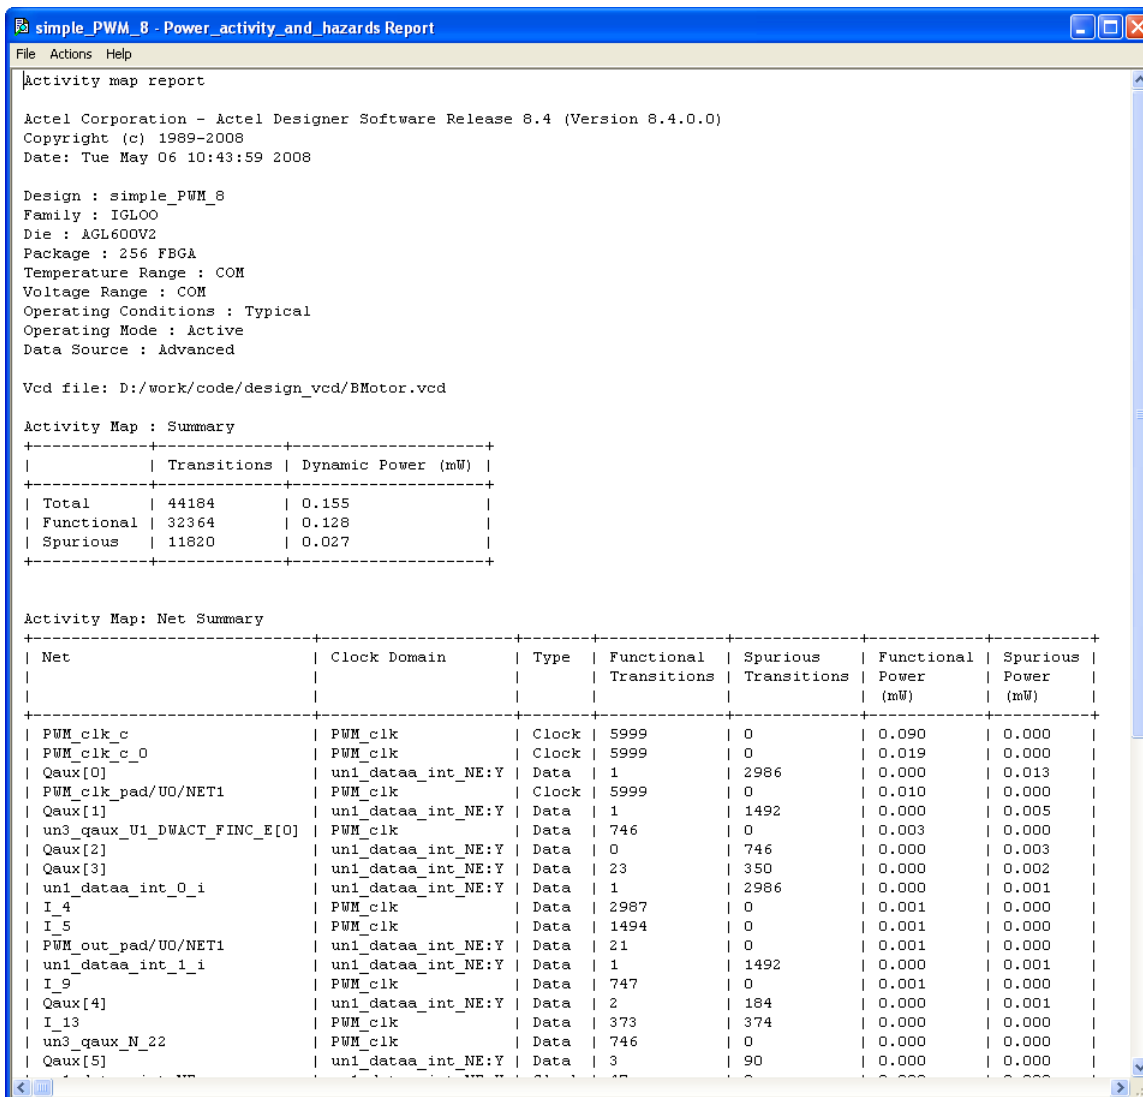 simple_PWM_8 - Power_activity_and_hazards Report
File Actions Help
Activity map report
Actel Corporation - Actel Designer Software Release 8.4 (Version 8.4.0.0)
Copyright (c) 1989-2008
Date: Tue May 06 10:43:59 2008
Design : simple_PWM_8
Family : IGLOO
Die : AGL600V2
Package : 256 FBGA
Temperature Range : COM
Voltage Range : COM
Operating Conditions : Typical
Operating Mode : Active
Data Source : Advanced
Vcd file: D:/work/code/design_vcd/BMotor.vcd
Activity Map : Summary
+------------+-------------+--------------------+
| | Transitions | Dynamic Power (mW) |
+------------+-------------+--------------------+
| Total | 44184 | 0.155 |
| Functional | 32364 | 0.128 |
| Spurious | 11820 | 0.027 |
+------------+-------------+--------------------+
Activity Map: Net Summary
+----------------------------+--------------------+-------+-------------+-------------+------------+----------+
| Net | Clock Domain | Type | Functional | Spurious | Functional | Spurious |
| | | | Transitions | Transitions | Power | Power |
| | | | | | (mW) | (mW) |
+----------------------------+--------------------+-------+-------------+-------------+------------+----------+
| PWM_clk_c | PWM_clk | Clock | 5999 | 0 | 0.090 | 0.000 |
| PWM_clk_c_0 | PWM_clk | Clock | 5999 | 0 | 0.019 | 0.000 |
| Qaux[0] | un1_dataa_int_NE:Y | Data | 1 | 2986 | 0.000 | 0.013 |
| PWM_clk_pad/U0/NET1 | PWM_clk | Clock | 5999 | 0 | 0.010 | 0.000 |
| Qaux[1] | un1_dataa_int_NE:Y | Data | 1 | 1492 | 0.000 | 0.005 |
| un3_qaux_U1_DWACT_FINC_E[0] | PWM_clk | Data | 746 | 0 | 0.003 | 0.000 |
| Qaux[2] | un1_dataa_int_NE:Y | Data | 0 | 746 | 0.000 | 0.003 |
| Qaux[3] | un1_dataa_int_NE:Y | Data | 23 | 350 | 0.000 | 0.002 |
| un1_dataa_int_0_i | un1_dataa_int_NE:Y | Data | 1 | 2986 | 0.000 | 0.001 |
| I_4 | PWM_clk | Data | 2987 | 0 | 0.001 | 0.000 |
| I_5 | PWM_clk | Data | 1494 | 0 | 0.001 | 0.000 |
| PWM_out_pad/U0/NET1 | un1_dataa_int_NE:Y | Data | 21 | 0 | 0.001 | 0.000 |
| un1_dataa_int_1_i | un1_dataa_int_NE:Y | Data | 1 | 1492 | 0.000 | 0.001 |
| I_9 | PWM_clk | Data | 747 | 0 | 0.001 | 0.000 |
| Qaux[4] | un1_dataa_int_NE:Y | Data | 2 | 184 | 0.000 | 0.001 |
| I_13 | PWM_clk | Data | 373 | 374 | 0.000 | 0.000 |
| un3_qaux_N_22 | PWM_clk | Data | 746 | 0 | 0.000 | 0.000 |
| Qaux[5] | un1_dataa_int_NE:Y | Data | 3 | 90 | 0.000 | 0.000 |